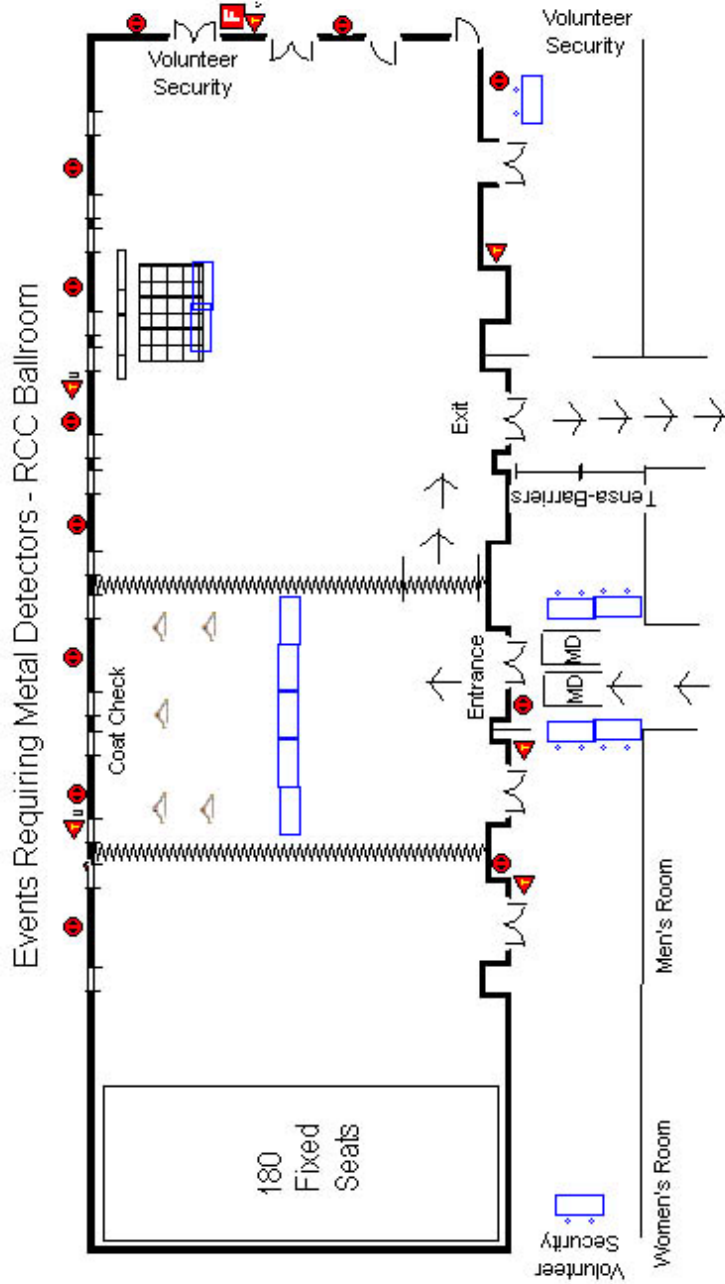 Events Requiring Metal Detectors - RCC Ballroom
Volunteer
Security
F
T
Volunteer
Security
T
u
Exit
Tensa-Barriers
T
Coat Check
Entrance
MD
MD
T
u
T
T
180
Fixed
Seats
Men's Room
Women's Room
Volunteer
Security